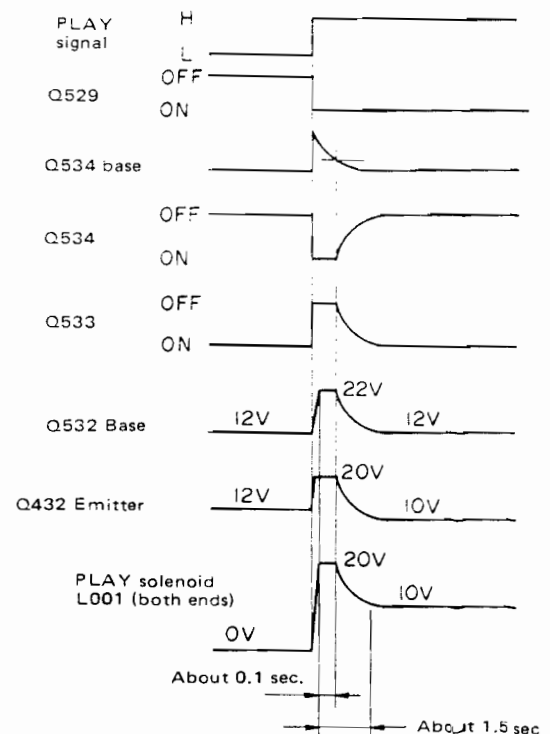 PLAY
signal
H
L
Q529
OFF
ON
Q534 base
Q534
OFF
ON
Q533
OFF
ON
Q532 Base
12V
22V
12V
Q432 Emitter
12V
20V
10V
PLAY solenoid
L001 (both ends)
0V
20V
10V
About 0.1 sec.
About 1.5 sec